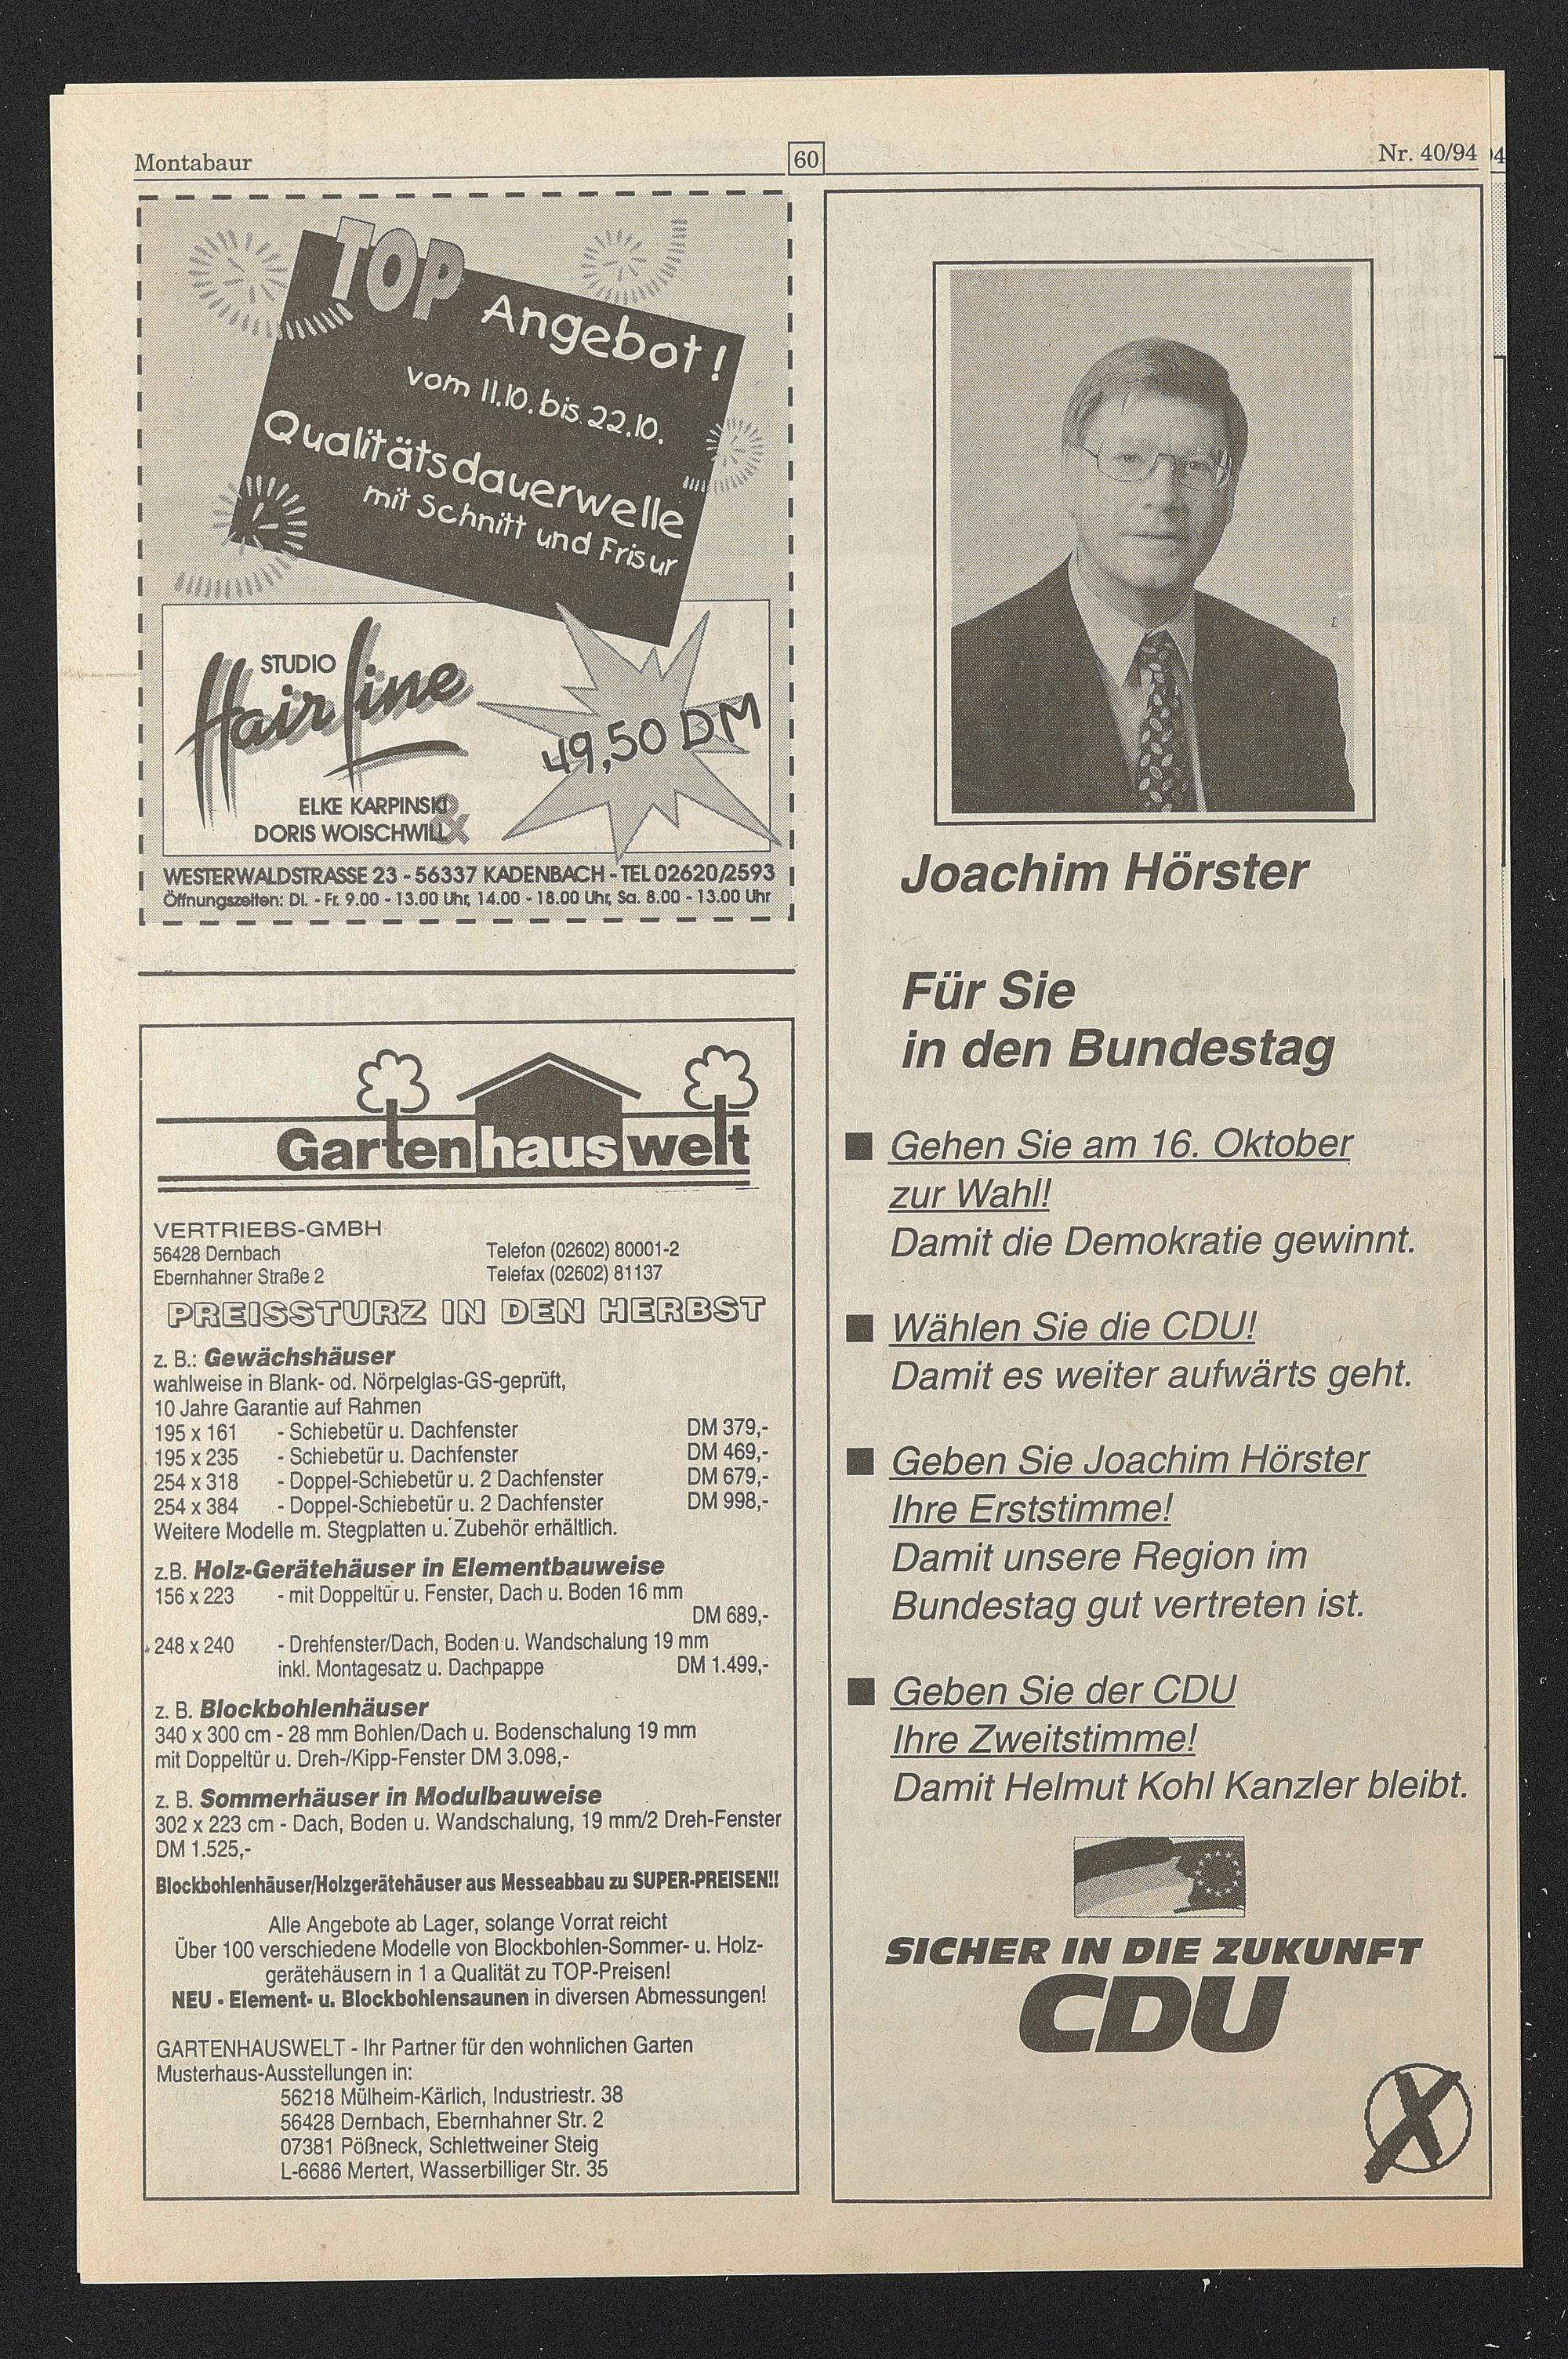 Montabaur
60
Nr. 40/94
TOP
Angebot!
vom 11.10. bis 22.10.
Qualitätsdauerwelle
mit Schnitt und Frisur
STUDIO
Hair line
49,50 DM
ELKE KARPINSKI
&
DORIS WOISCHWILL
WESTERWALDSTRASSE 23 - 56337 KADENBACH - TEL 02620/2593
Öffnungszeiten: Di. - Fr. 9.00 - 13.00 Uhr, 14.00 - 18.00 Uhr, Sa. 8.00 - 13.00 Uhr
Gartenhauswelt
VERTRIEBS-GMBH
56428 Dernbach Telefon (02602) 80001-2
Ebernhahner Straße 2 Telefax (02602) 81137
PREISSTURZ IN DEN HERBST
z. B.: Gewächshäuser
wahlweise in Blank- od. Nörpelglas-GS-geprüft,
10 Jahre Garantie auf Rahmen
195 x 161 - Schiebetür u. Dachfenster DM 379,-
195 x 235 - Schiebetür u. Dachfenster DM 469,-
254 x 318 - Doppel-Schiebetür u. 2 Dachfenster DM 679,-
254 x 384 - Doppel-Schiebetür u. 2 Dachfenster DM 998,-
Weitere Modelle m. Stegplatten u. Zubehör erhältlich.
z.B. Holz-Gerätehäuser in Elementbauweise
156 x 223 - mit Doppeltür u. Fenster, Dach u. Boden 16 mm
DM 689,-
248 x 240 - Drehfenster/Dach, Boden u. Wandschalung 19 mm
inkl. Montagesatz u. Dachpappe DM 1.499,-
z. B. Blockbohlenhäuser
340 x 300 cm - 28 mm Bohlen/Dach u. Bodenschalung 19 mm
mit Doppeltür u. Dreh-/Kipp-Fenster DM 3.098,-
z. B. Sommerhäuser in Modulbauweise
302 x 223 cm - Dach, Boden u. Wandschalung, 19 mm/2 Dreh-Fenster
DM 1.525,-
Blockbohlenhäuser/Holzgerätehäuser aus Messeabbau zu SUPER-PREISEN!!
Alle Angebote ab Lager, solange Vorrat reicht
Über 100 verschiedene Modelle von Blockbohlen-Sommer- u. Holz-
gerätehäusern in 1 a Qualität zu TOP-Preisen!
NEU - Element- u. Blockbohlensaunen in diversen Abmessungen!
GARTENHAUSWELT - Ihr Partner für den wohnlichen Garten
Musterhaus-Ausstellungen in:
56218 Mülheim-Kärlich, Industriestr. 38
56428 Dernbach, Ebernhahner Str. 2
07381 Pößneck, Schlettweiner Steig
L-6686 Mertert, Wasserbilliger Str. 35
Joachim Hörster
Für Sie
in den Bundestag
■ Gehen Sie am 16. Oktober
zur Wahl!
Damit die Demokratie gewinnt.
■ Wählen Sie die CDU!
Damit es weiter aufwärts geht.
■ Geben Sie Joachim Hörster
Ihre Erststimme!
Damit unsere Region im
Bundestag gut vertreten ist.
■ Geben Sie der CDU
Ihre Zweitstimme!
Damit Helmut Kohl Kanzler bleibt.
SICHER IN DIE ZUKUNFT
CDU